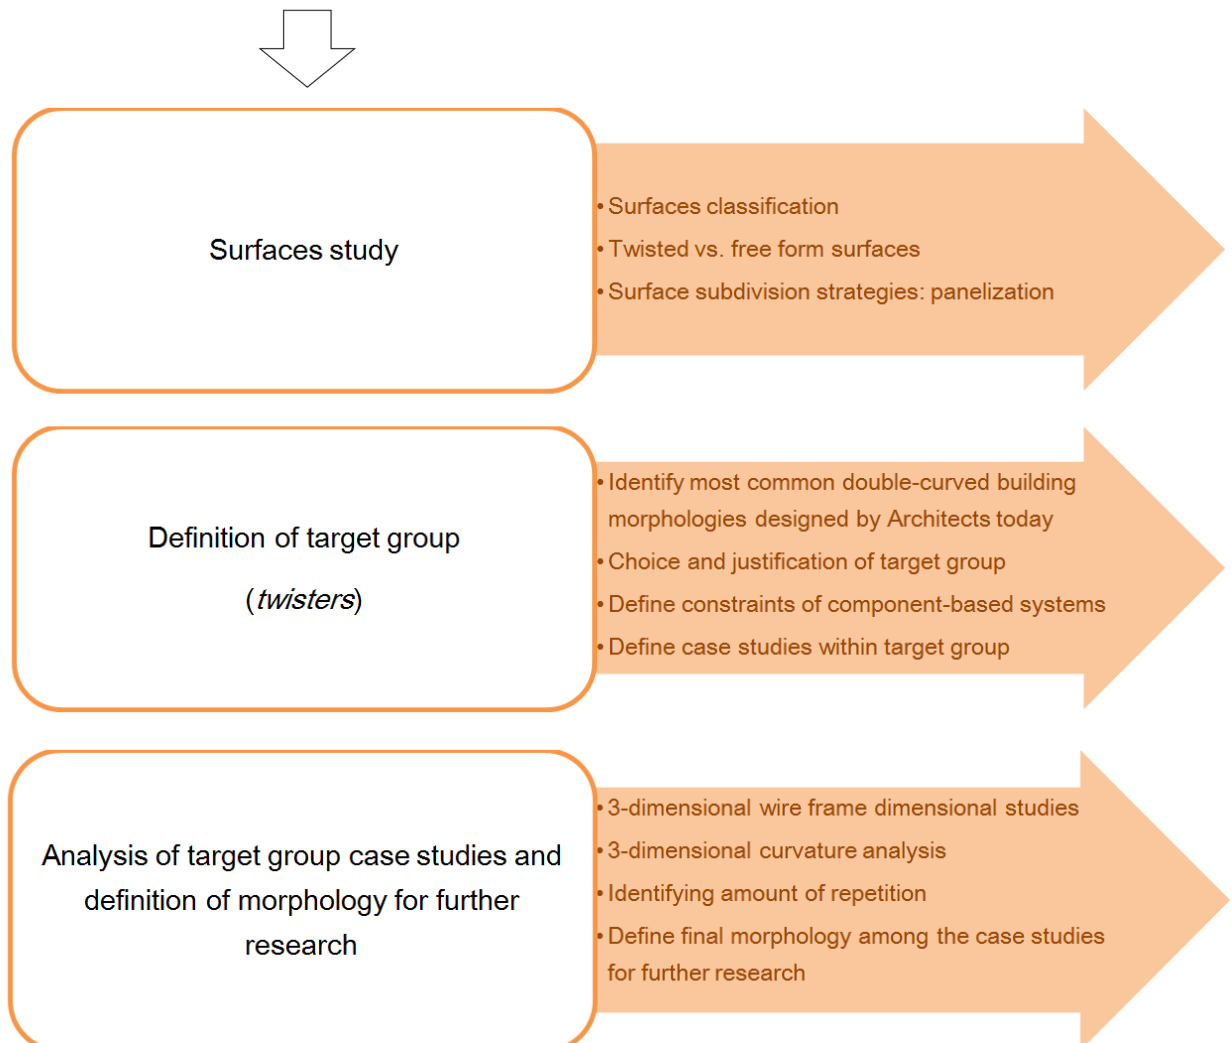 Surfaces study
• Surfaces classification
• Twisted vs. free form surfaces
• Surface subdivision strategies: panelization
Definition of target group
(twisters)
• Identify most common double-curved building
morphologies designed by Architects today
• Choice and justification of target group
• Define constraints of component-based systems
• Define case studies within target group
Analysis of target group case studies and
definition of morphology for further
research
• 3-dimensional wire frame dimensional studies
• 3-dimensional curvature analysis
• Identifying amount of repetition
• Define final morphology among the case studies
for further research